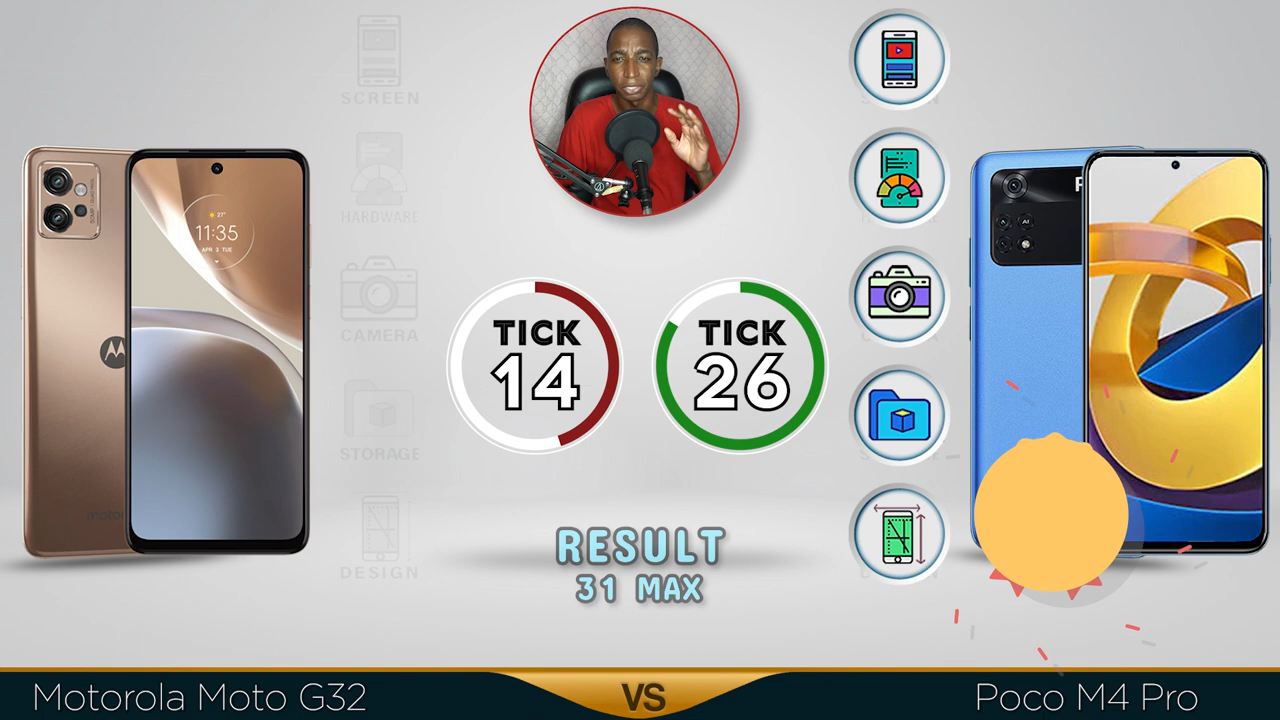 SCREEN
HARDWARE
CAMERA
STORAGE
DESIGN
11:35
APR 3 TUE
TICK
14
TICK
26
AI
RESULT
31 MAX
Motorola Moto G32
VS
Poco M4 Pro